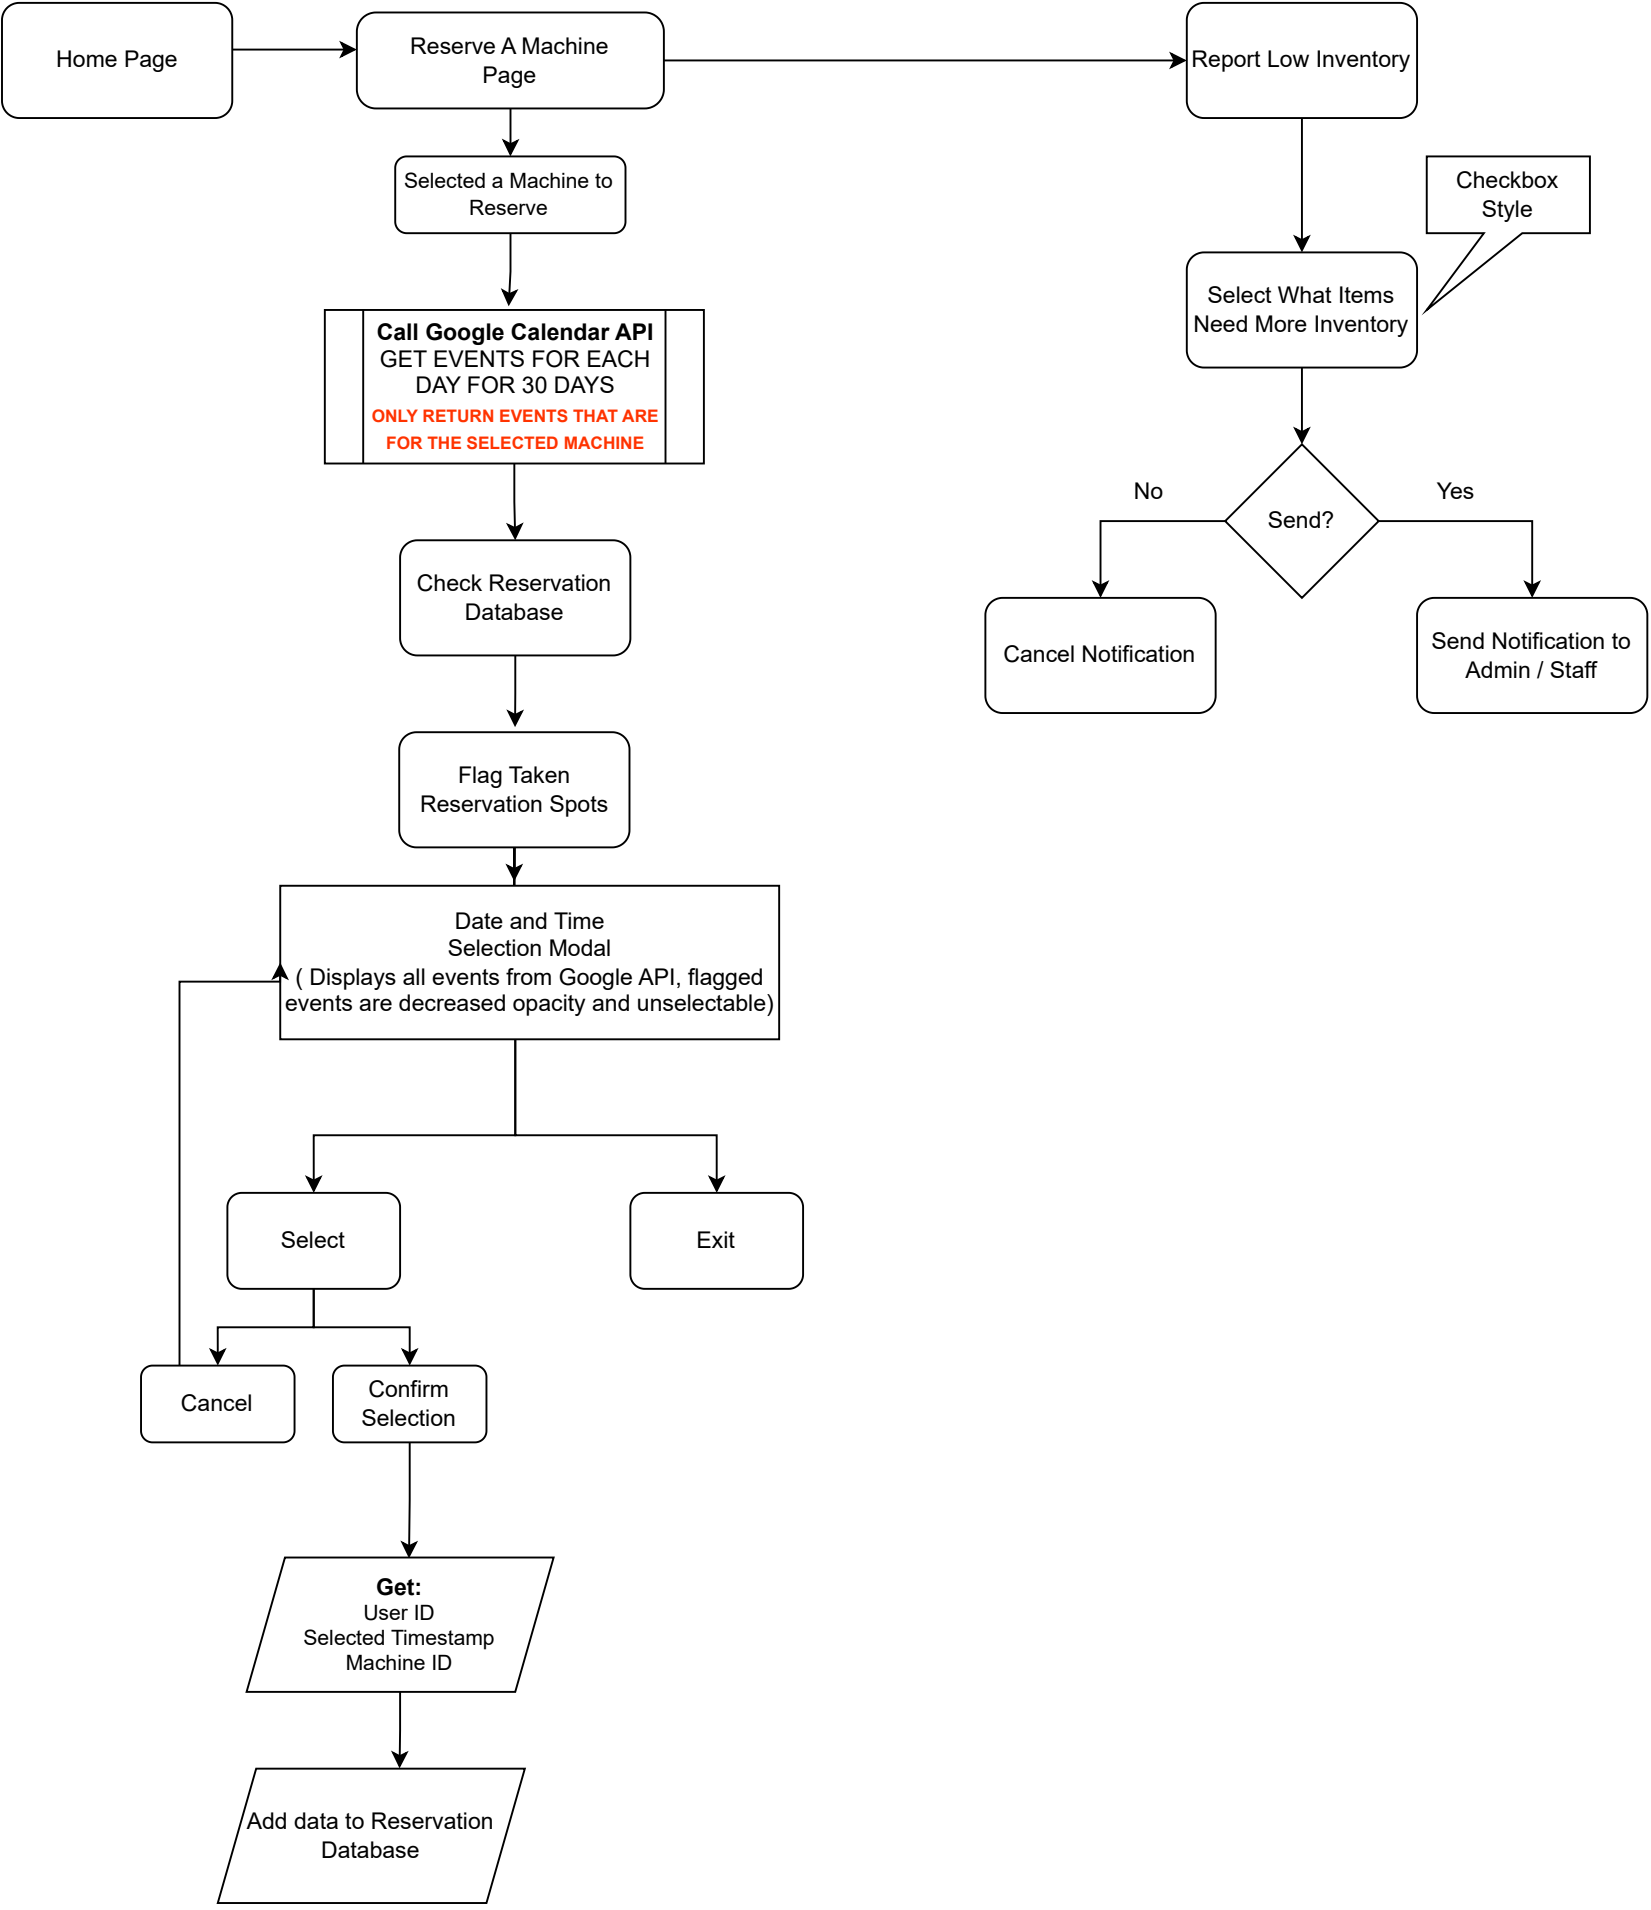 Home Page
Reserve A Machine
Page
Report Low Inventory
Selected a Machine to
Reserve
Checkbox
Style
Call Google Calendar API
GET EVENTS FOR EACH
DAY FOR 30 DAYS
ONLY RETURN EVENTS THAT ARE
FOR THE SELECTED MACHINE
Select What Items
Need More Inventory
No
Yes
Send?
Check Reservation
Database
Cancel Notification
Send Notification to
Admin / Staff
Flag Taken
Reservation Spots
Date and Time
Selection Modal
( Displays all events from Google API, flagged
events are decreased opacity and unselectable)
Select
Exit
Cancel
Confirm
Selection
Get:
User ID
Selected Timestamp
Machine ID
Add data to Reservation
Database